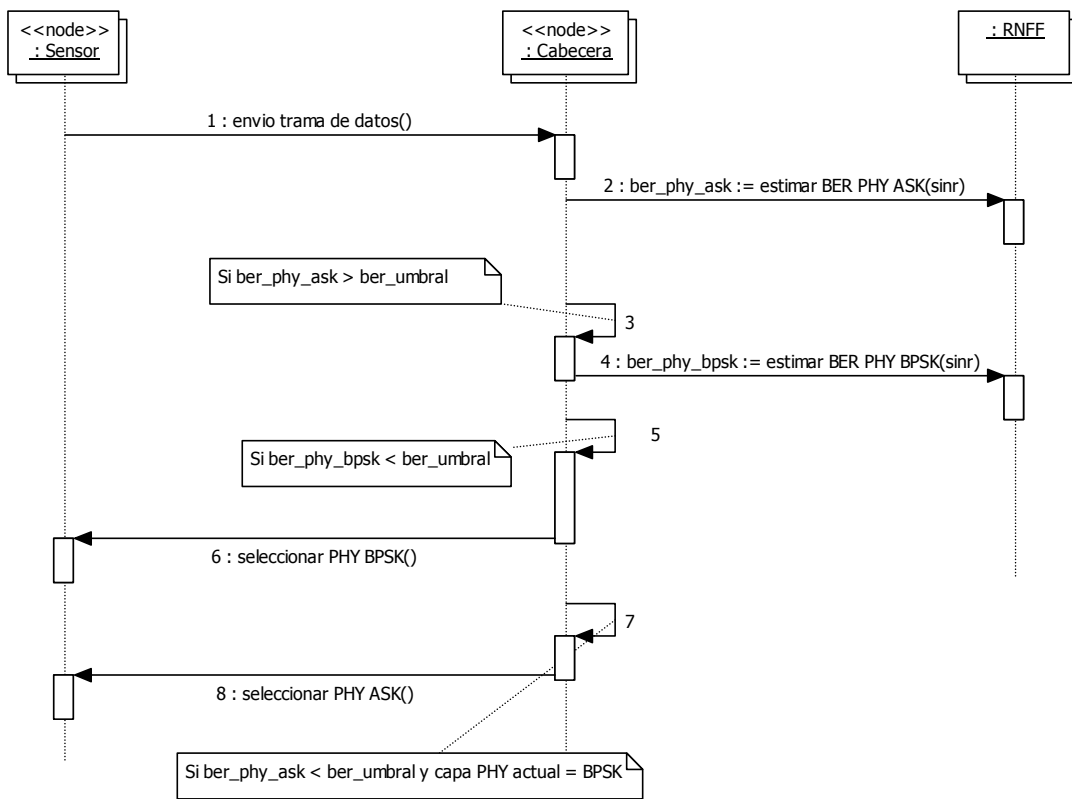 <<node>>
: Sensor
<<node>>
: Cabecera
: RNFF
1 : envio trama de datos()
2 : ber_phy_ask := estimar BER PHY ASK(sinr)
Si ber_phy_ask > ber_umbral
3
4 : ber_phy_bpsk := estimar BER PHY BPSK(sinr)
5
Si ber_phy_bpsk < ber_umbral
6 : seleccionar PHY BPSK()
7
8 : seleccionar PHY ASK()
Si ber_phy_ask < ber_umbral y capa PHY actual = BPSK